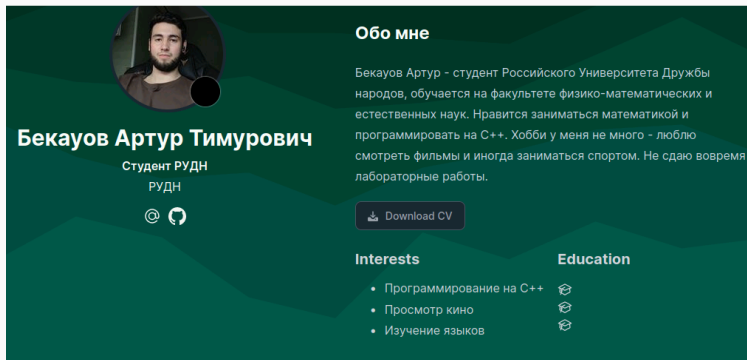 Бекауов Артур Тимурович
Студент РУДН
РУДН
Обо мне
Бекауов Артур - студент Российского Университета Дружбы
народов, обучается на факультете физико-математических и
естественных наук. Нравится заниматься математикой и
программировать на С++. Хобби у меня не много - люблю
смотреть фильмы и иногда заниматься спортом. Не сдаю вовремя
лабораторные работы.
Download CV
Interests
Программирование на С++
Просмотр кино
Изучение языков
Education